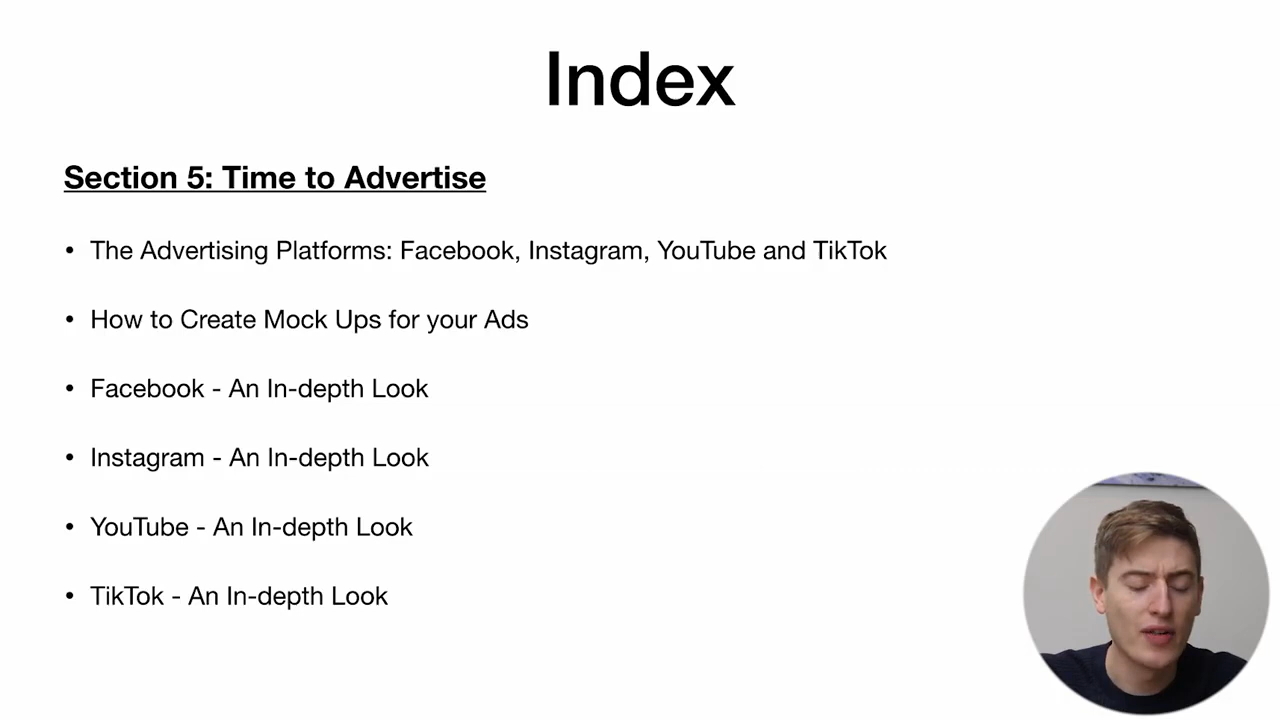 Index
Section 5: Time to Advertise
• The Advertising Platforms: Facebook, Instagram, YouTube and TikTok
• How to Create Mock Ups for your Ads
• Facebook - An In-depth Look
• Instagram - An In-depth Look
• YouTube - An In-depth Look
• TikTok - An In-depth Look